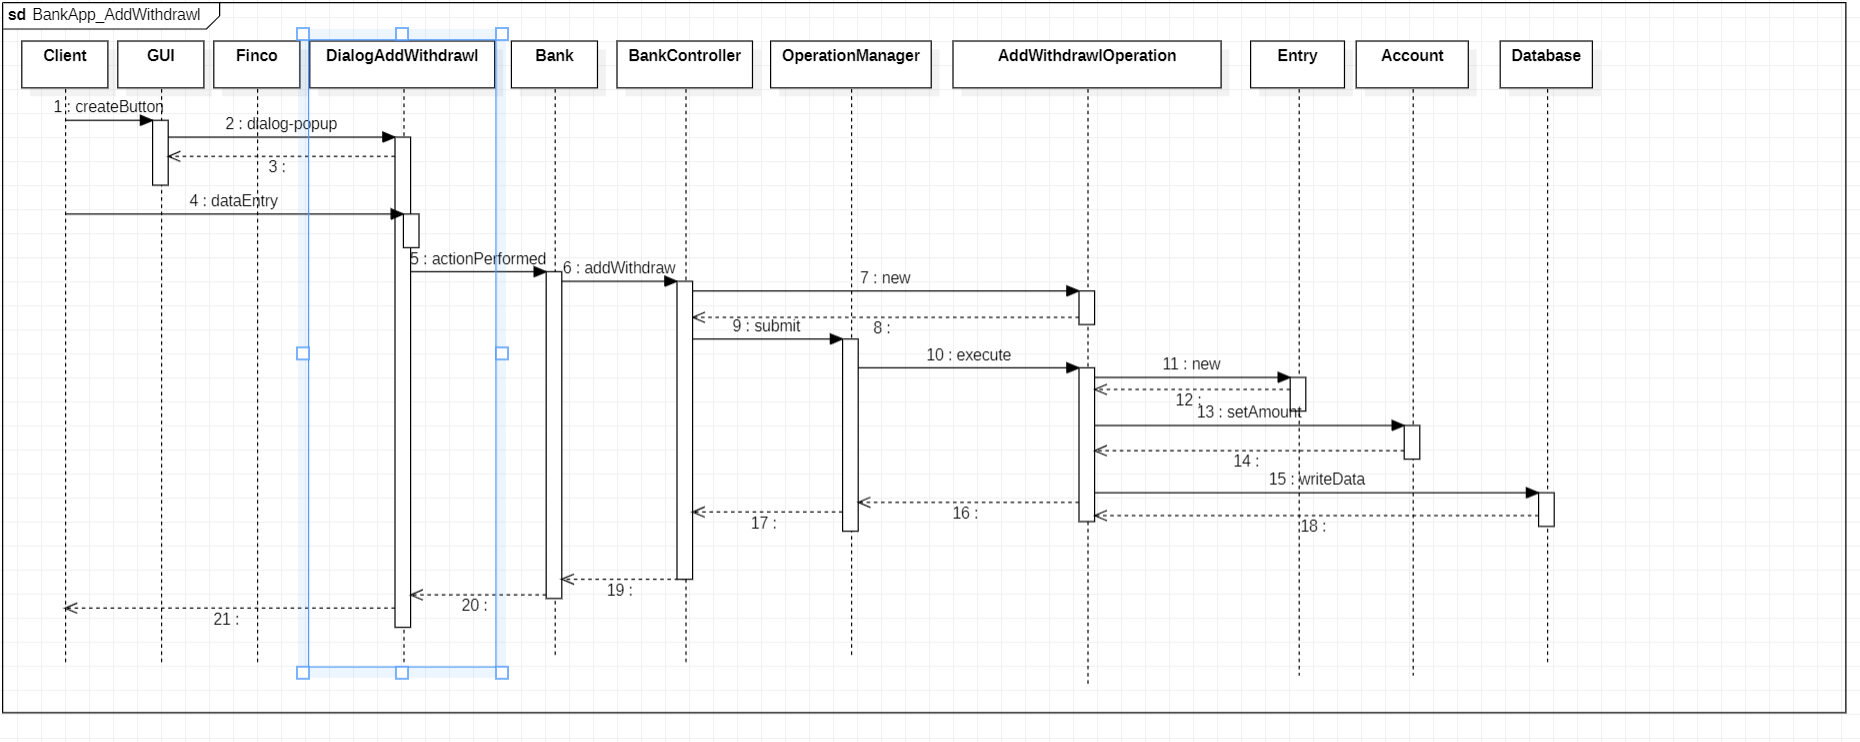 sd BankApp_AddWithdrawl
Client
GUI
Finco
DialogAddWithdrawl
Bank
BankController
OperationManager
AddWithdrawlOperation
Entry
Account
Database
1 : createButton
2 : dialog-popup
3 :
4 : dataEntry
5 : actionPerformed
6 : addWithdraw
7 : new
8 :
9 : submit
10 : execute
11 : new
12 :
13 : setAmount
14 :
15 : writeData
16 :
17 :
18 :
19 :
20 :
21 :